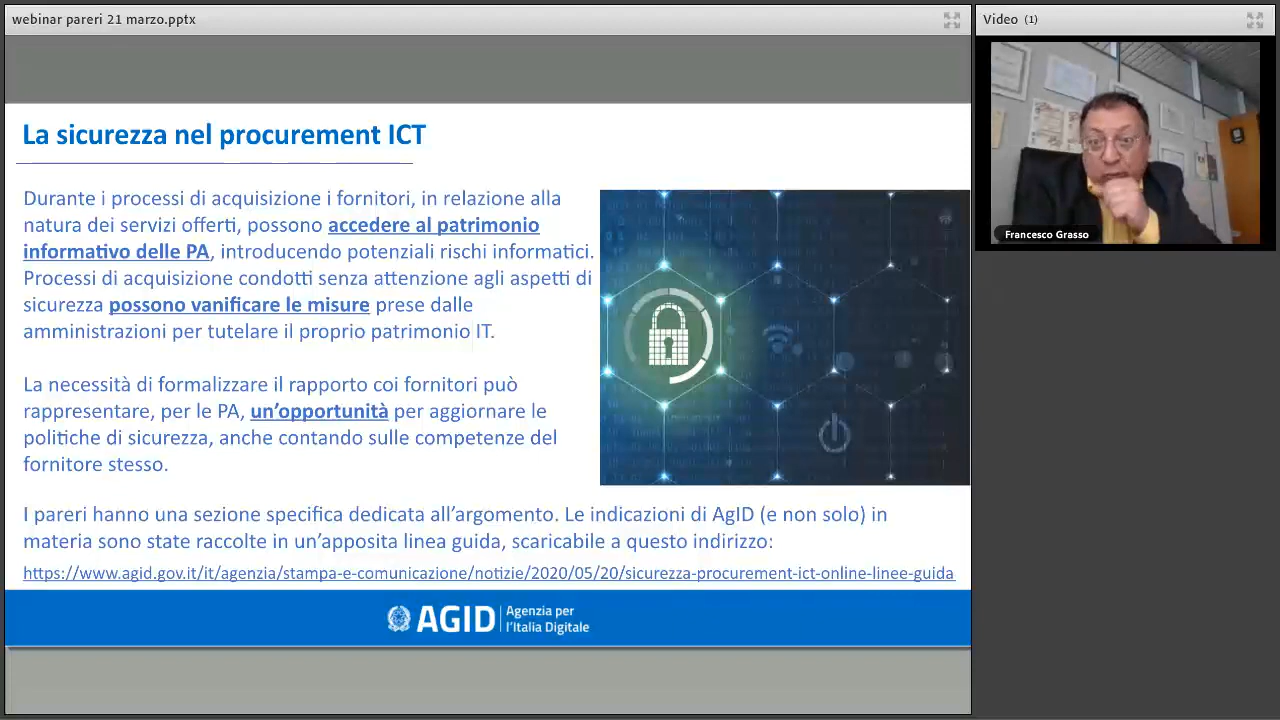 webinar pareri 21 marzo.pptx
Video (1)
La sicurezza nel procurement ICT
Durante i processi di acquisizione i fornitori, in relazione alla
natura dei servizi offerti, possono accedere al patrimonio
informativo delle PA, introducendo potenziali rischi informatici.
Processi di acquisizione condotti senza attenzione agli aspetti di
sicurezza possono vanificare le misure prese dalle
amministrazioni per tutelare il proprio patrimonio IT.
La necessità di formalizzare il rapporto coi fornitori può
rappresentare, per le PA, un’opportunità per aggiornare le
politiche di sicurezza, anche contando sulle competenze del
fornitore stesso.
I pareri hanno una sezione specifica dedicata all’argomento. Le indicazioni di AgID (e non solo) in
materia sono state raccolte in un’apposita linea guida, scaricabile a questo indirizzo:
https://www.agid.gov.it/it/agenzia/stampa-e-comunicazione/notizie/2020/05/20/sicurezza-procurement-ict-online-linee-guida
AGID
Agenzia per
l’Italia Digitale
Francesco Grasso